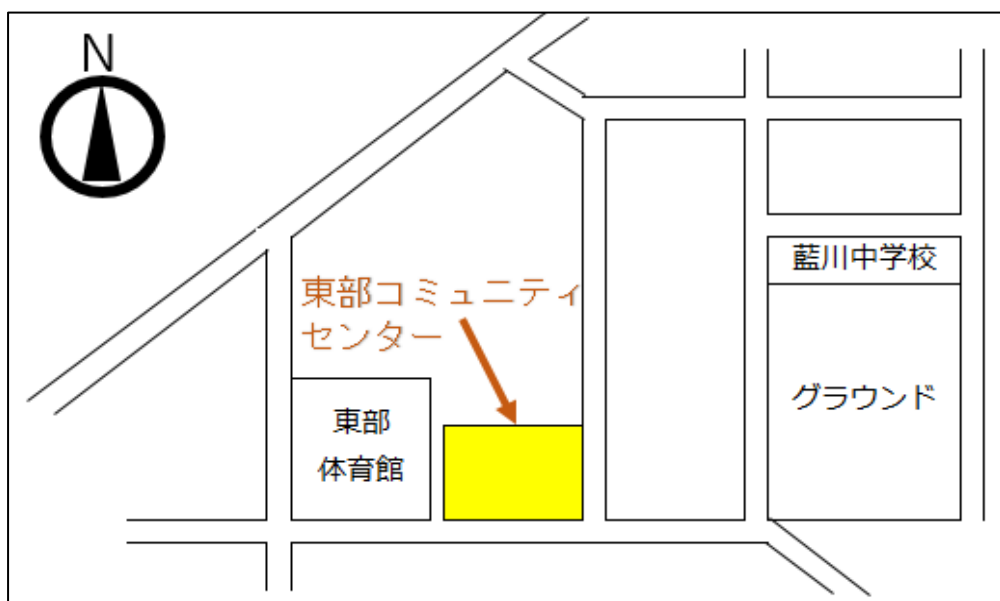 N
東部コミュニティ
センター
藍川中学校
グラウンド
東部
体育館